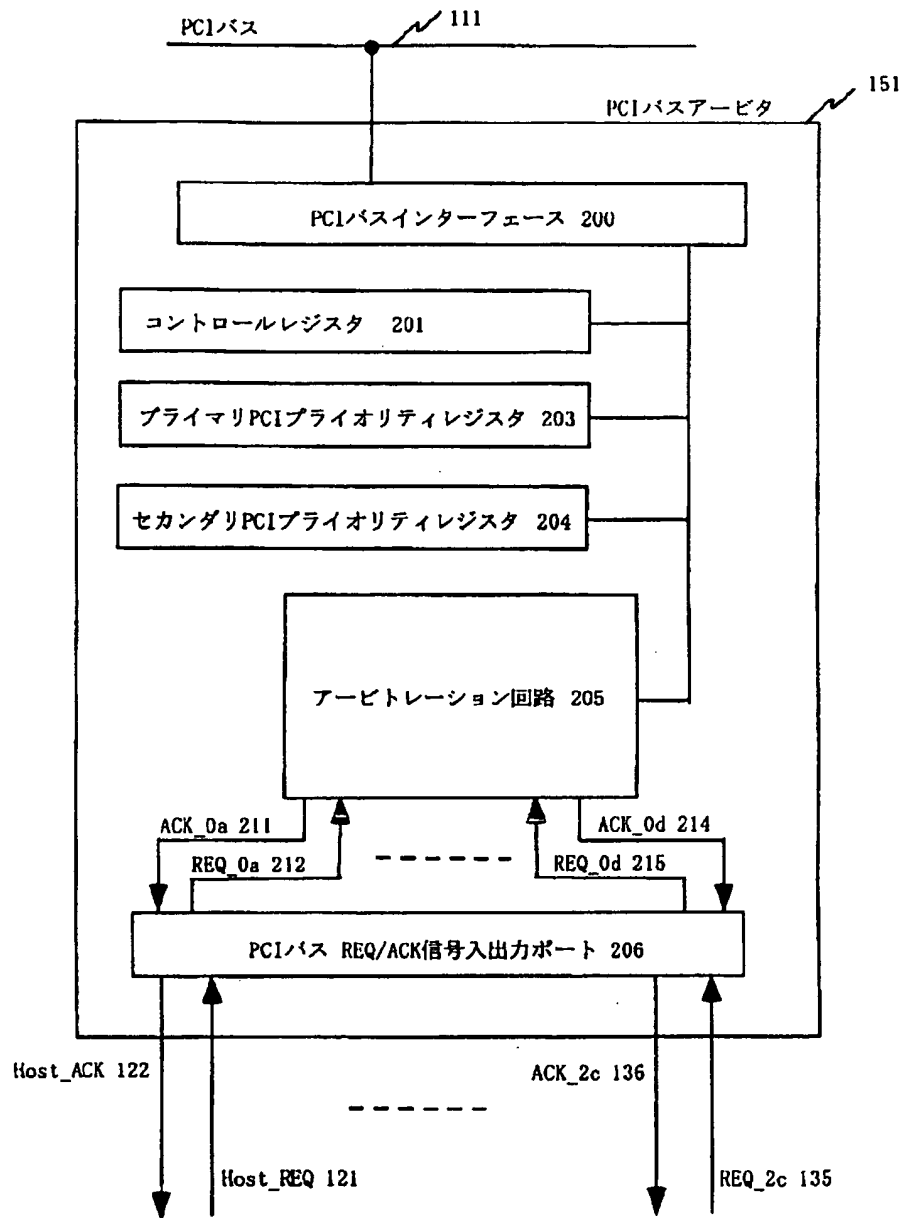 PCIバス
111
151
PCIバスアービタ
PCIバスインターフェース 200
コントロールレジスタ 201
プライマリPCIプライオリティレジスタ 203
セカンダリPCIプライオリティレジスタ 204
アービトレーション回路 205
ACK_0a 211
ACK_0d 214
REQ_0a 212
REQ_0d 215
PCIバス REQ/ACK信号入出力ポート 206
Host_ACK 122
ACK_2c 136
Host_REQ 121
REQ_2c 135